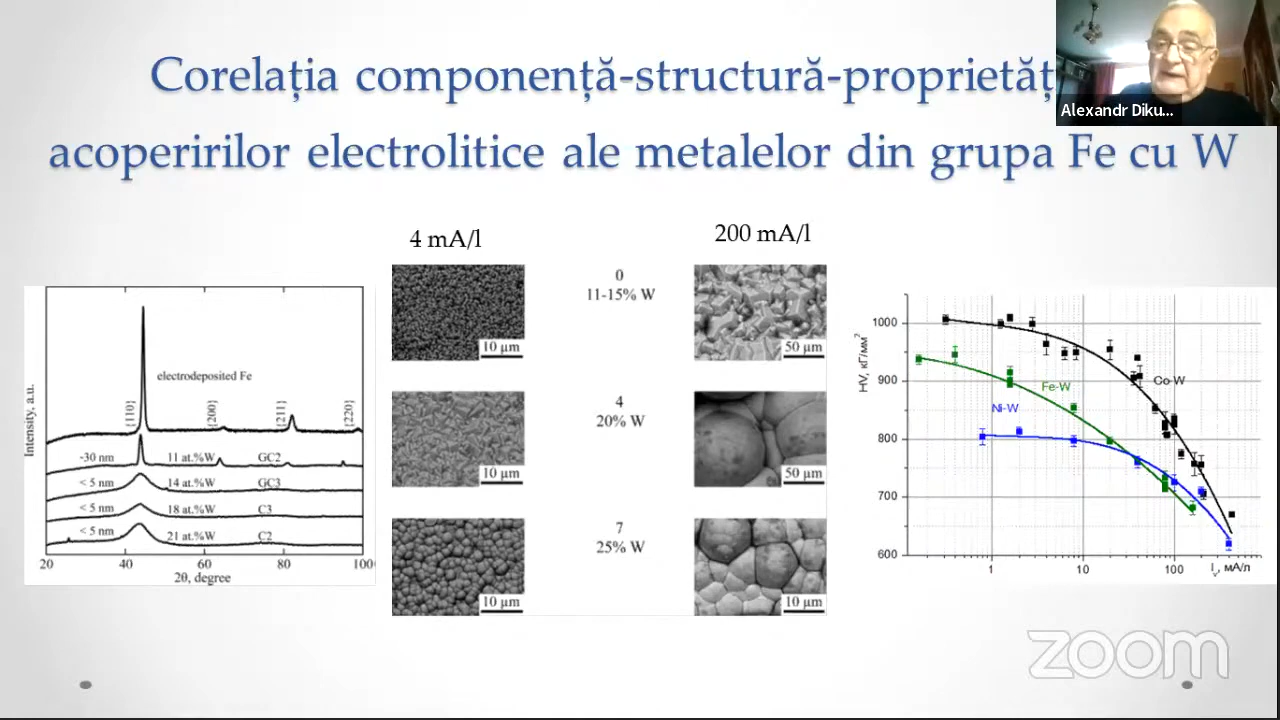 Corelația componență-structură-proprietăț
acoperirilor electrolitice ale metalelor din grupa Fe cu W
Alexandr Diku...
4 mA/l
200 mA/l
Intensity, a.u.
electrodeposited Fe
{110}
{200}
{211}
{220}
~30 nm 11 at.%W GC2
< 5 nm 14 at.%W GC3
< 5 nm 18 at.%W C3
< 5 nm 21 at.%W C2
20 40 60 80 100
2θ, degree
10 μm
0
11-15% W
50 μm
10 μm
4
20% W
50 μm
10 μm
7
25% W
10 μm
HV, кГ/мм²
1000
900
800
700
600
Co-W
Fe-W
Ni-W
1 10 100
Iv, мА/л
zoom